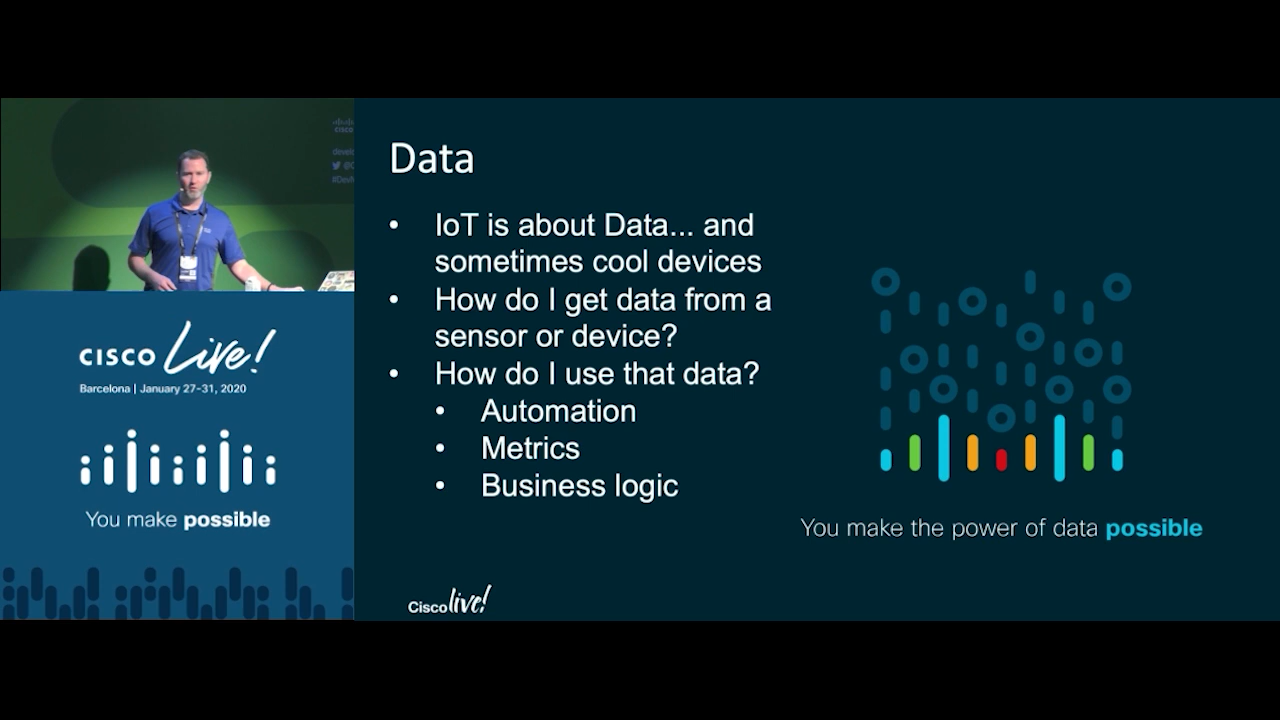 CISCO
CISCO Live!
Barcelona | January 27-31, 2020
You make possible
Data
• IoT is about Data... and
sometimes cool devices
• How do I get data from a
sensor or device?
• How do I use that data?
• Automation
• Metrics
• Business logic
You make the power of data possible
Cisco live!